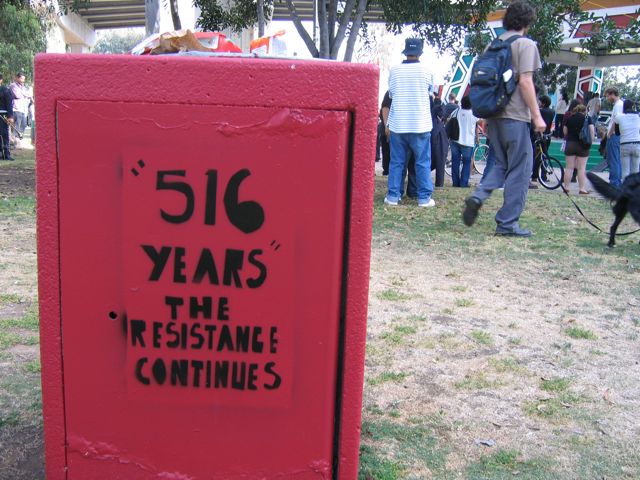 "516
YEARS"
THE
RESISTANCE
CONTINUES